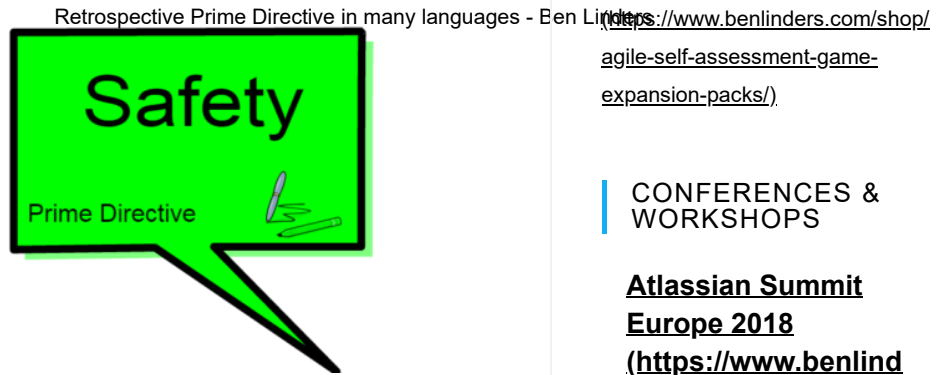 Retrospective Prime Directive in many languages - Ben Linders
Safety
Prime Directive
(https://www.benlinders.com/shop/
agile-self-assessment-game-
expansion-packs/)
CONFERENCES &
WORKSHOPS
Atlassian Summit
Europe 2018
(https://www.benlind